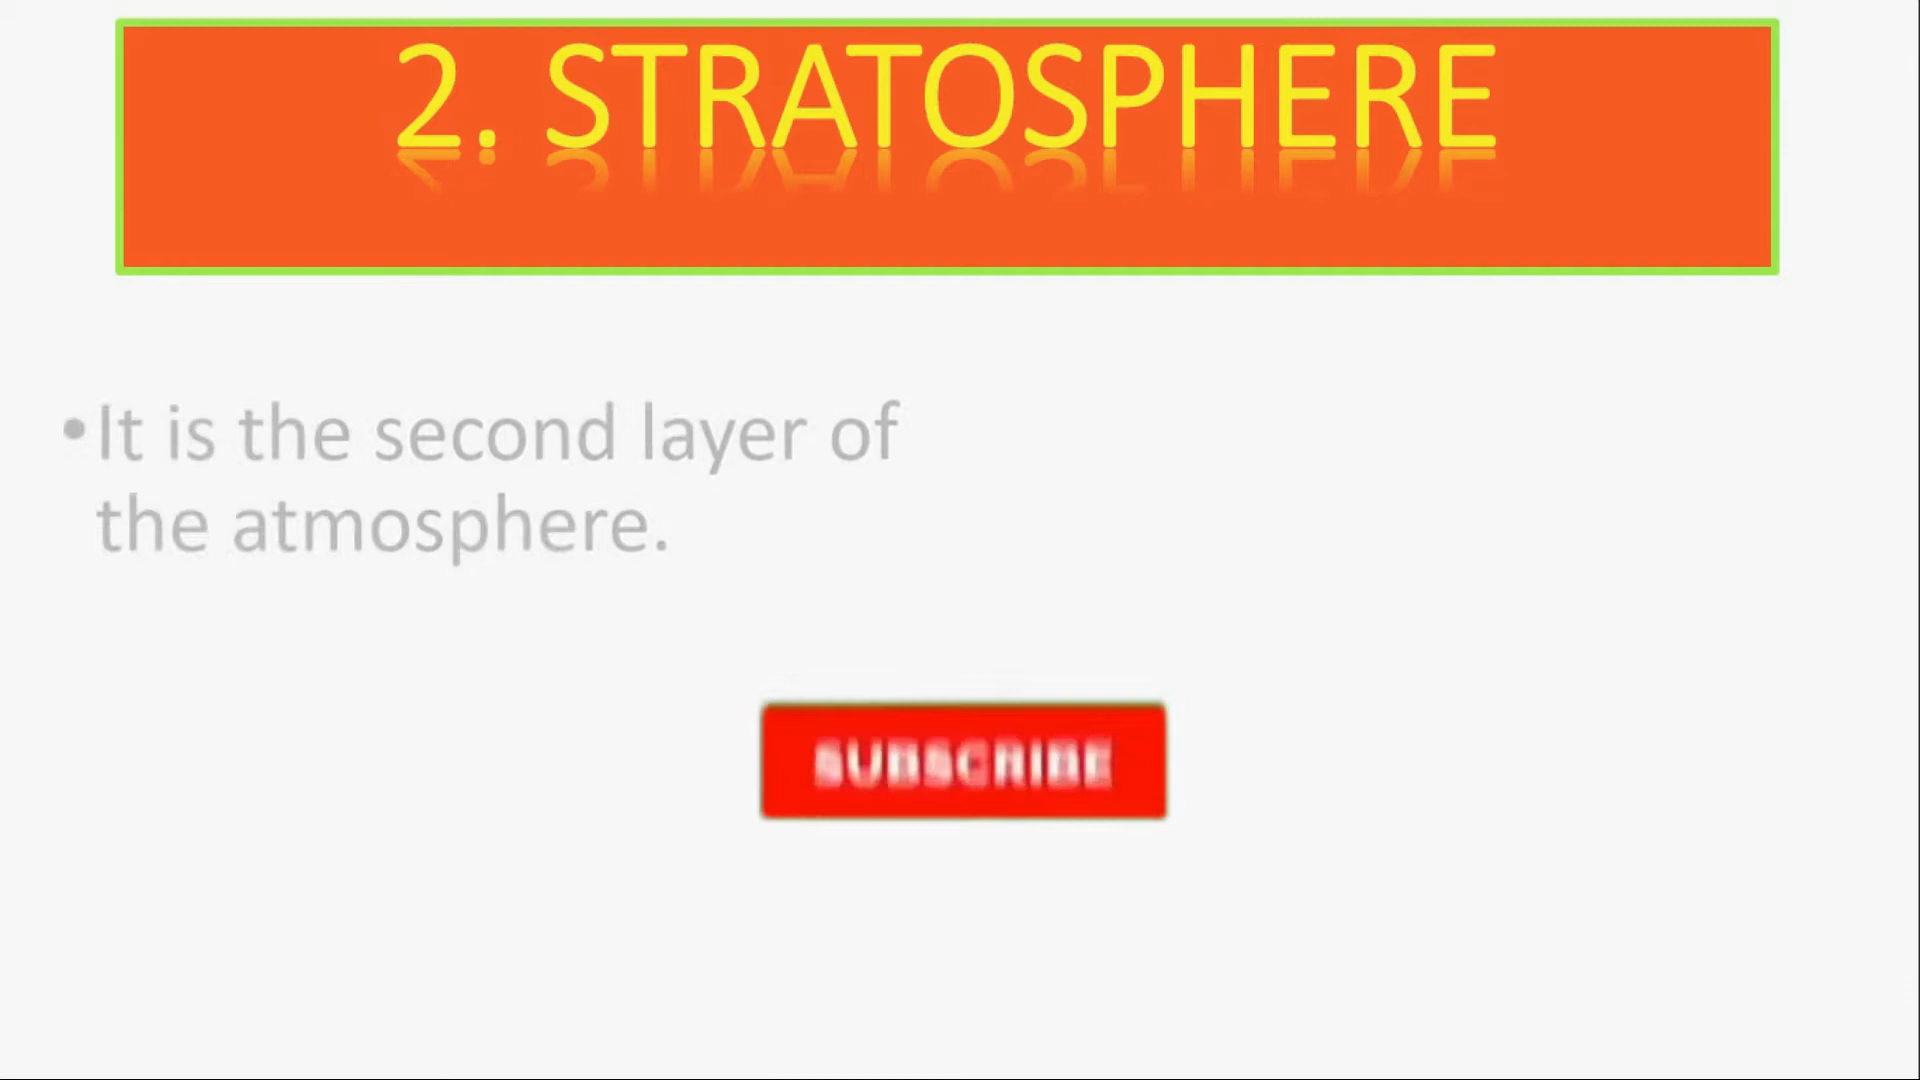 2. STRATOSPHERE
•It is the second layer of
the atmosphere.
SUBSCRIBE